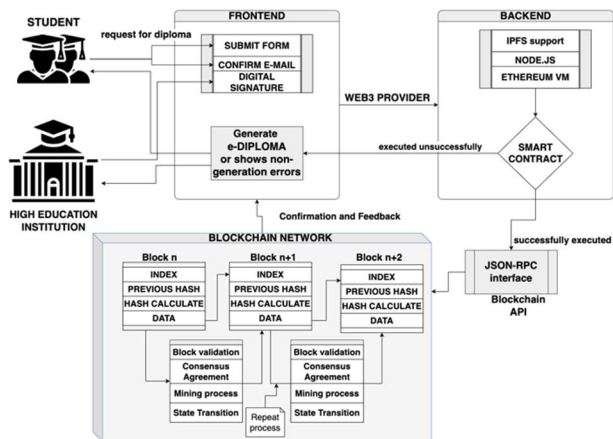 STUDENT
request for diploma
HIGH EDUCATION
INSTITUTION
FRONTEND
SUBMIT FORM
CONFIRM E-MAIL
DIGITAL
SIGNATURE
Generate
e-DIPLOMA
or shows non-
generation errors
WEB3 PROVIDER
executed unsuccessfully
BACKEND
IPFS support
NODE.JS
ETHEREUM VM
SMART
CONTRACT
successfully executed
JSON-RPC
interface
Blockchain
API
Confirmation and Feedback
BLOCKCHAIN NETWORK
Block n
INDEX
PREVIOUS HASH
HASH CALCULATE
DATA
Block n+1
INDEX
PREVIOUS HASH
HASH CALCULATE
DATA
Block n+2
INDEX
PREVIOUS HASH
HASH CALCULATE
DATA
Block validation
Consensus
Agreement
Mining process
State Transition
Repeat
process
Block validation
Consensus
Agreement
Mining process
State Transition